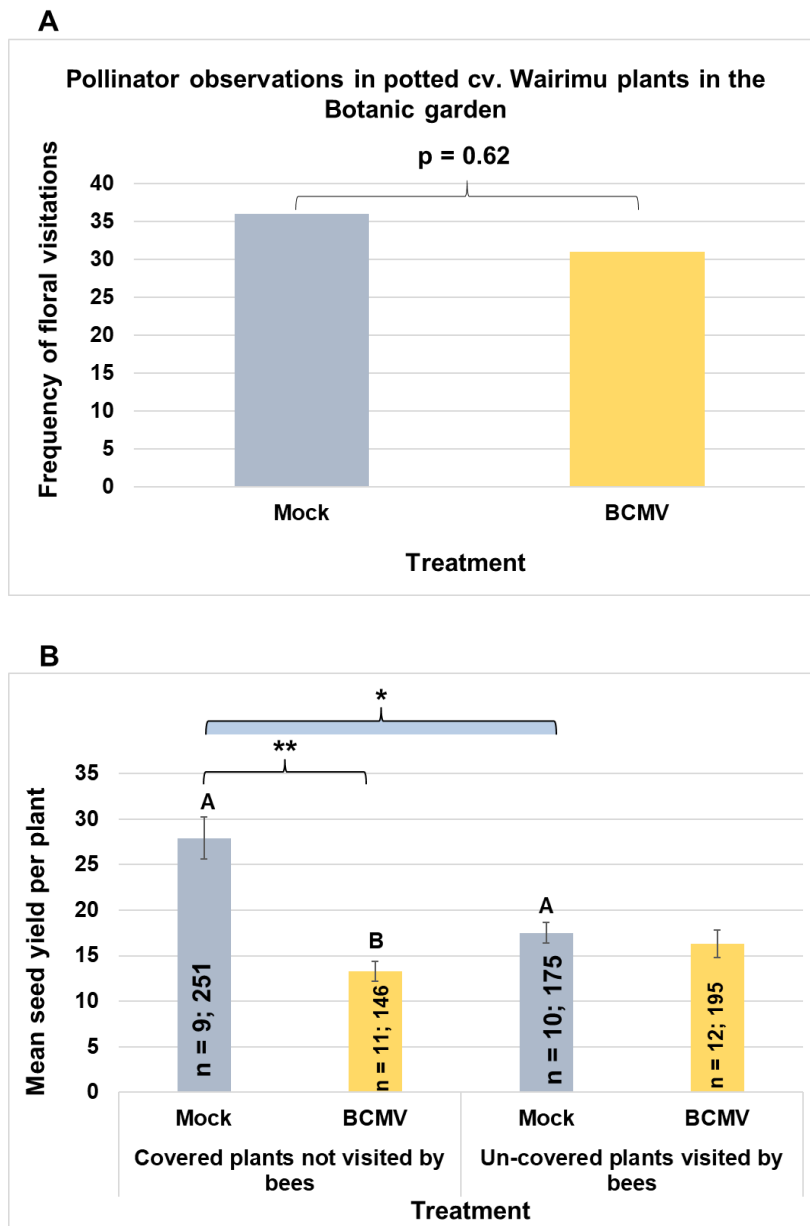 A
Pollinator observations in potted cv. Wairimu plants in the
Botanic garden
p = 0.62
40
35
30
25
20
15
10
5
0
Frequency of floral visitations
Mock
BCMV
Treatment
B
*
**
35
30
25
20
15
10
5
0
Mean seed yield per plant
A
B
A
n = 9; 251
n = 11; 146
n = 10; 175
n = 12; 195
Mock
BCMV
Mock
BCMV
Covered plants not visited by
bees
Un-covered plants visited by
bees
Treatment